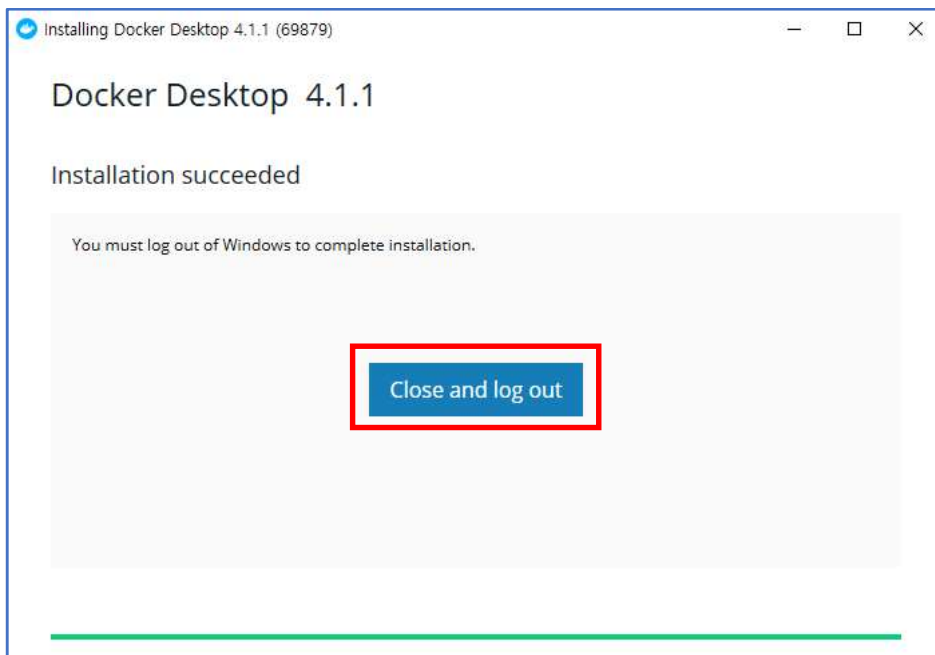 Installing Docker Desktop 4.1.1 (69879)
Docker Desktop 4.1.1
Installation succeeded
You must log out of Windows to complete installation.
Close and log out